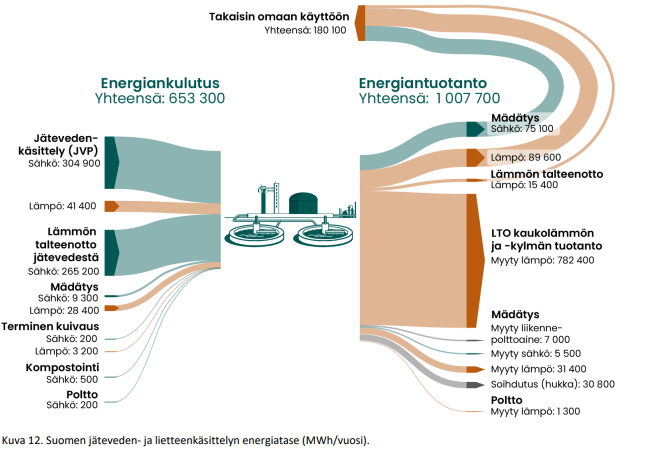 Takaisin omaan käyttöön
Yhteensä: 180 100
Energiankulutus
Yhteensä: 653 300
Energiantuotanto
Yhteensä: 1 007 700
Jäteveden-
käsittely (JVP)
Sähkö: 304 900
Lämpö: 41 400
Lämmön
talteenotto
jätevedestä
Sähkö: 265 200
Mädätys
Sähkö: 9 300
Lämpö: 28 400
Terminen kuivaus
Sähkö: 200
Lämpö: 3 200
Kompostointi
Sähkö: 500
Poltto
Sähkö: 200
Mädätys
Sähkö: 75 100
Lämpö: 89 600
Lämmön talteenotto
Lämpö: 15 400
LTO kaukolämmön
ja -kylmän tuotanto
Myyty lämpö: 782 400
Mädätys
Myyty liikenne-
polttoaine: 7 000
Myyty sähkö: 5 500
Myyty lämpö: 31 400
Soihdutus (hukka): 30 800
Poltto
Myyty lämpö: 1 300
Kuva 12. Suomen jäteveden- ja lietteenkäsittelyn energiatase (MWh/vuosi).